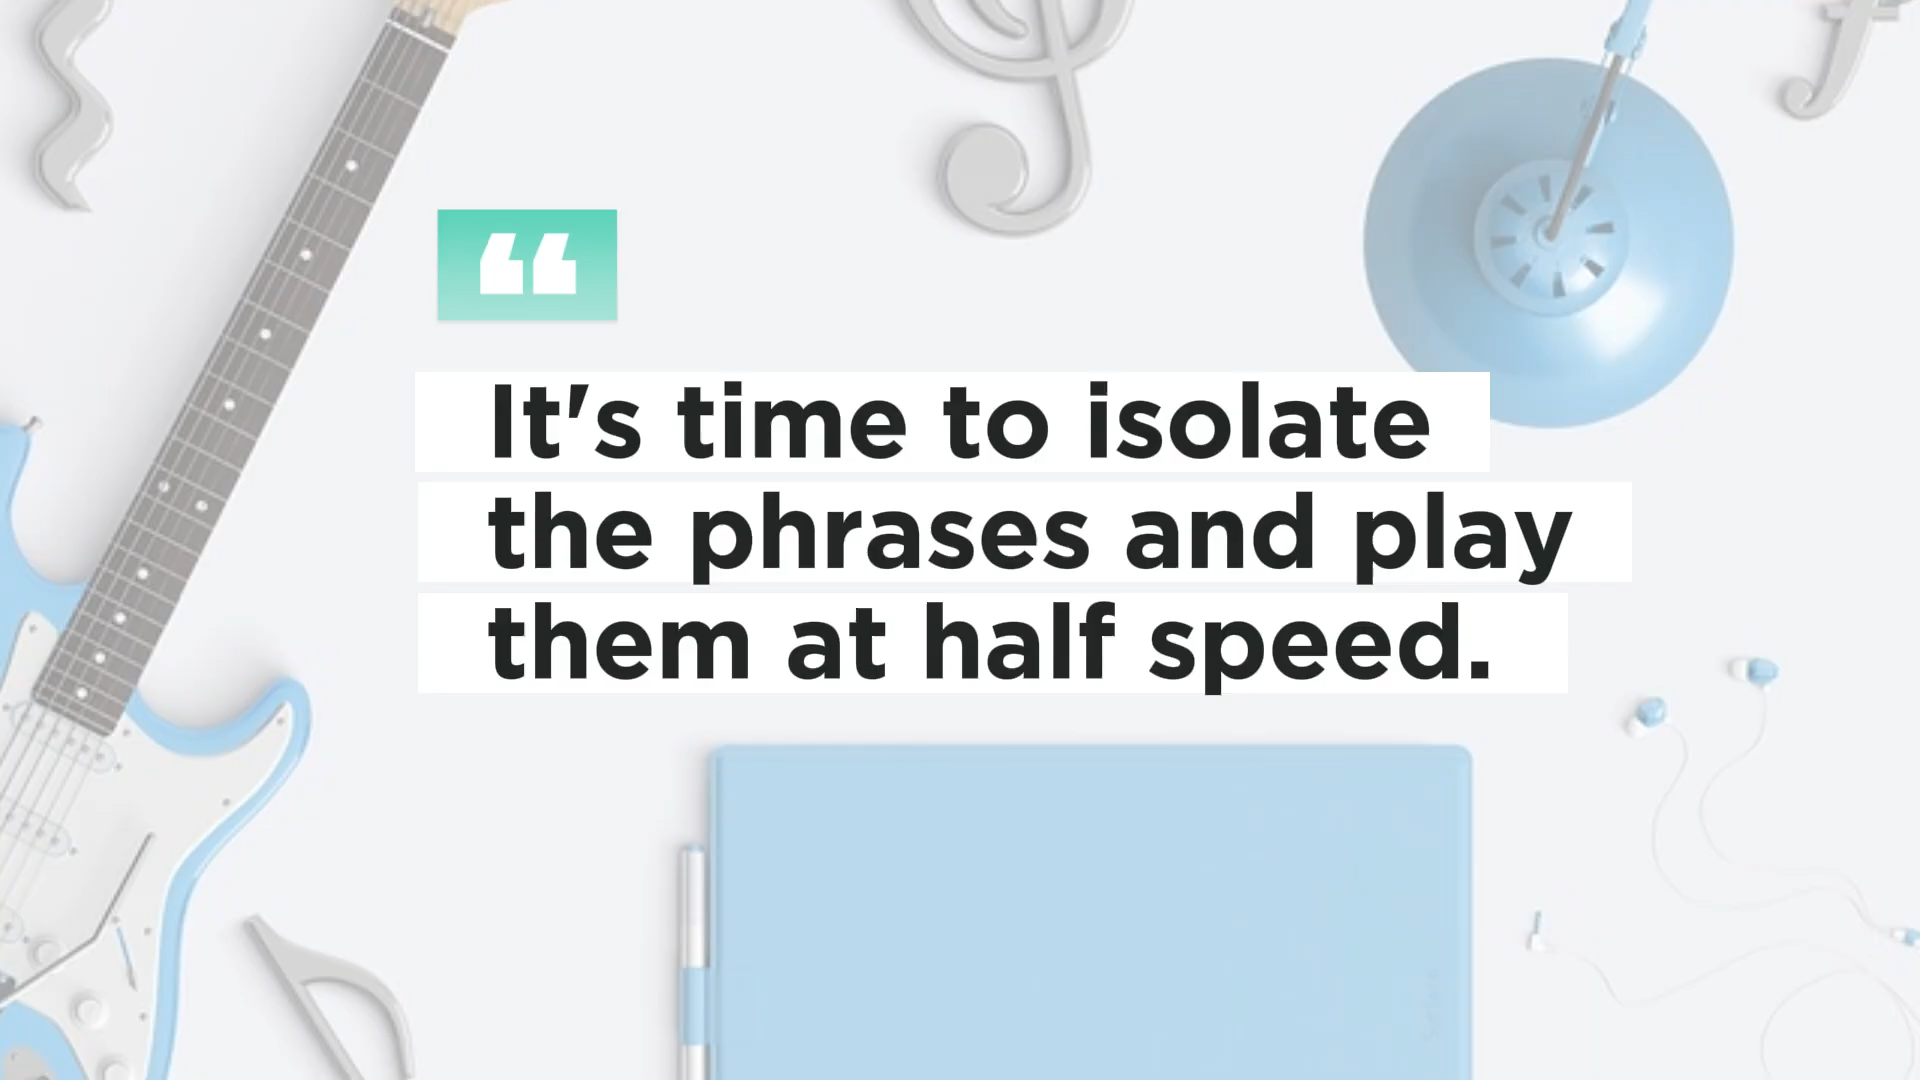 “
It's time to isolate
the phrases and play
them at half speed.